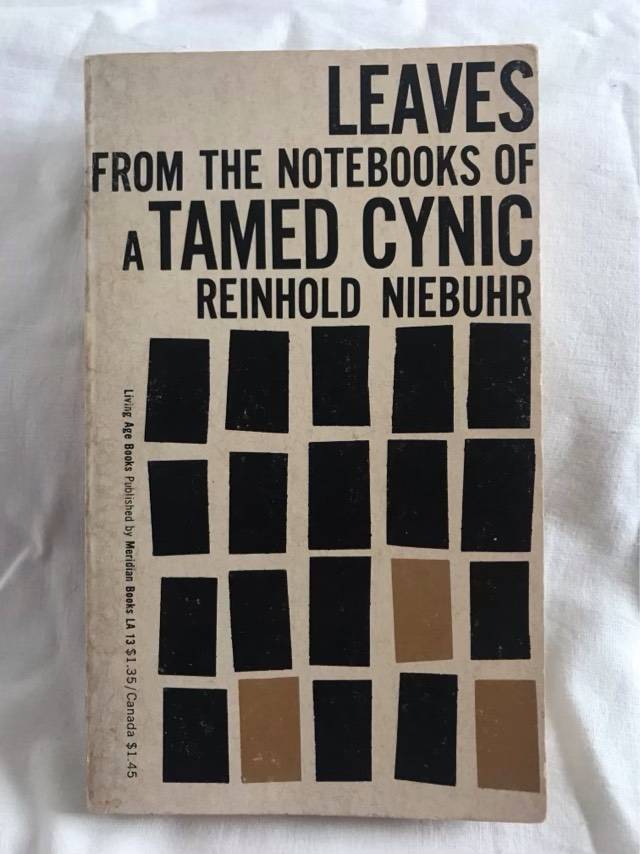 LEAVES
FROM THE NOTEBOOKS OF
A TAMED CYNIC
REINHOLD NIEBUHR
Living Age Books Published by Meridian Books LA 13 $1.35/Canada $1.45